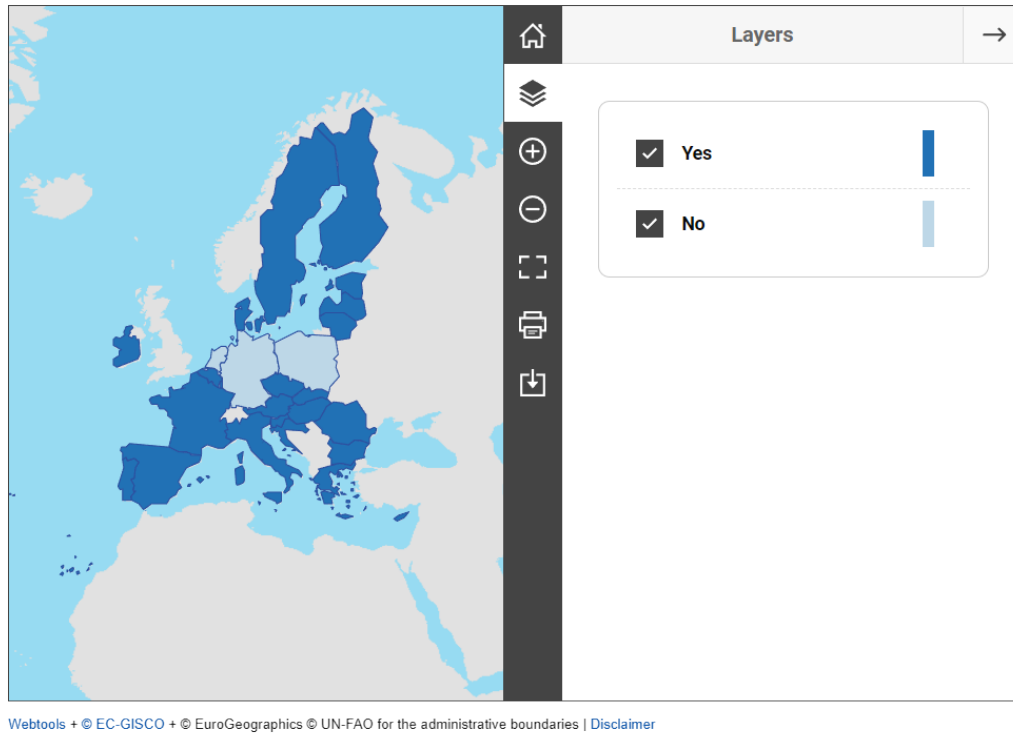 Layers
Yes
No
Webtools + © EC-GISCO + © EuroGeographics © UN-FAO for the administrative boundaries | Disclaimer